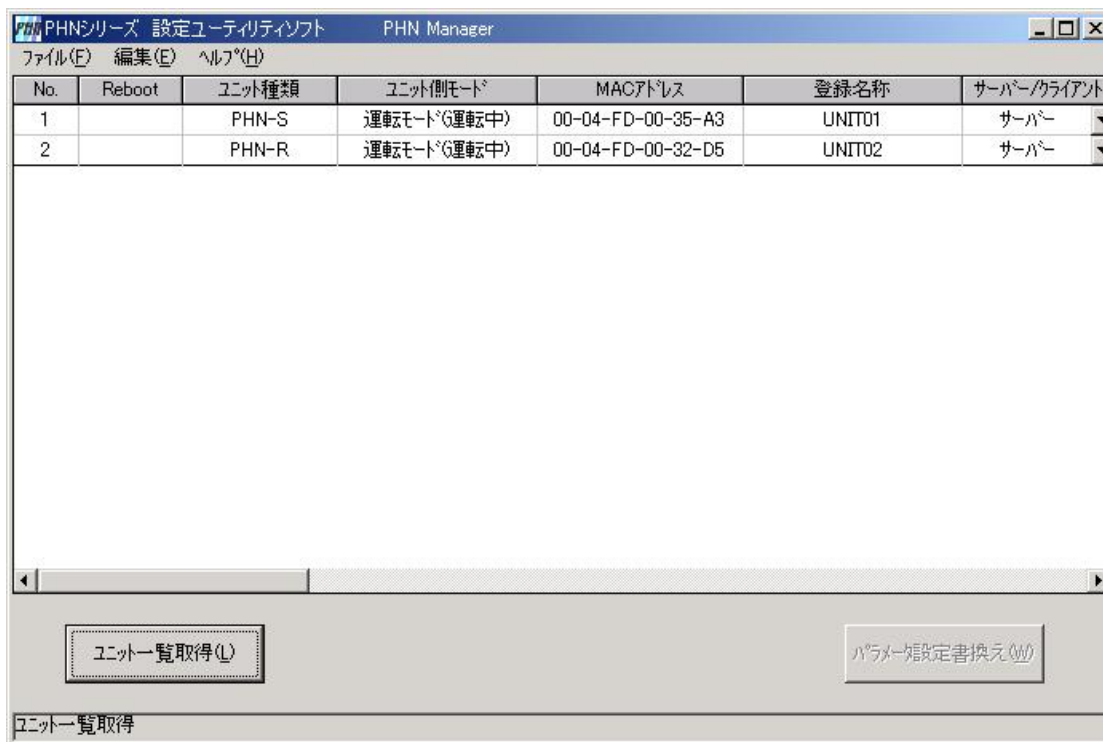 PHN PHNシリーズ 設定ユーティリティソフト PHN Manager
ファイル(F) 編集(E) ヘルプ(H)
No. Reboot ユニット種類 ユニット側モード MACアドレス 登録名称 サーバー/クライアント
1 PHN-S 運転モード(運転中) 00-04-FD-00-35-A3 UNIT01 サーバー
2 PHN-R 運転モード(運転中) 00-04-FD-00-32-D5 UNIT02 サーバー
ユニット一覧取得(L) パラメータ設定書換え(W)
ユニット一覧取得